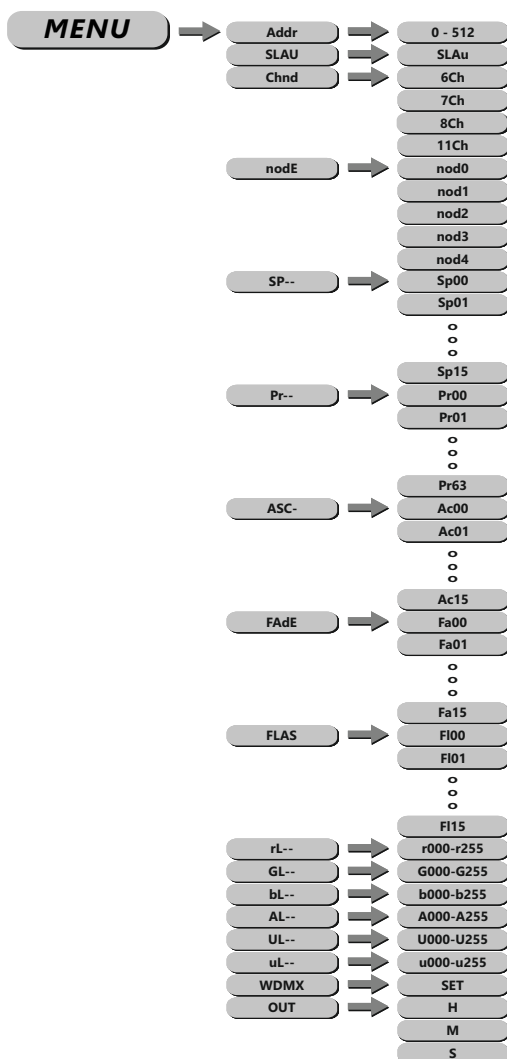 MENU
Addr 0 - 512
SLAU SLAu
Chnd 6Ch
7Ch
8Ch
11Ch
nodE nod0
nod1
nod2
nod3
nod4
SP-- Sp00
Sp01
Sp15
Pr-- Pr00
Pr01
Pr63
ASC- Ac00
Ac01
Ac15
FAdE Fa00
Fa01
Fa15
FLAS Fl00
Fl01
Fl15
rL-- r000-r255
GL-- G000-G255
bL-- b000-b255
AL-- A000-A255
UL-- U000-U255
uL-- u000-u255
WDMX SET
OUT H
M
S